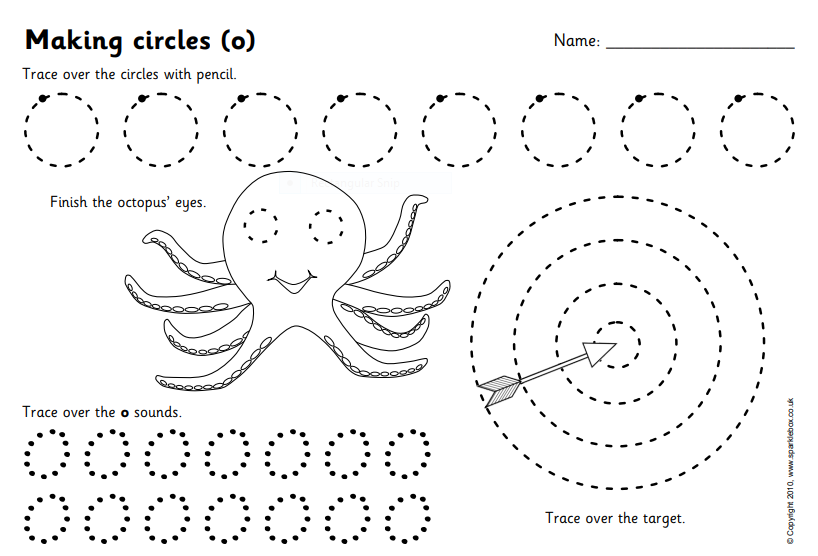 Making circles (o)
Name:
Trace over the circles with pencil.
Finish the octopus' eyes.
Trace over the o sounds.
Trace over the target.
© Copyright 2010, www.sparklebox.co.uk